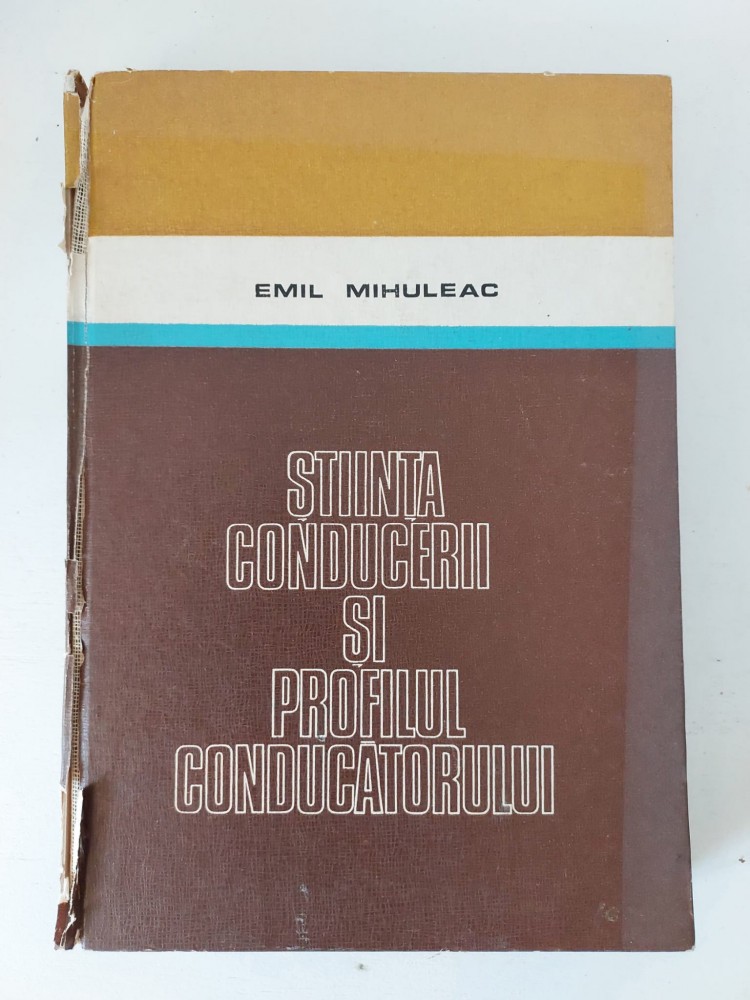 EMIL MIHULEAC
ȘTIINȚA
CONDUCERII
ȘI
PROFILUL
CONDUCĂTORULUI